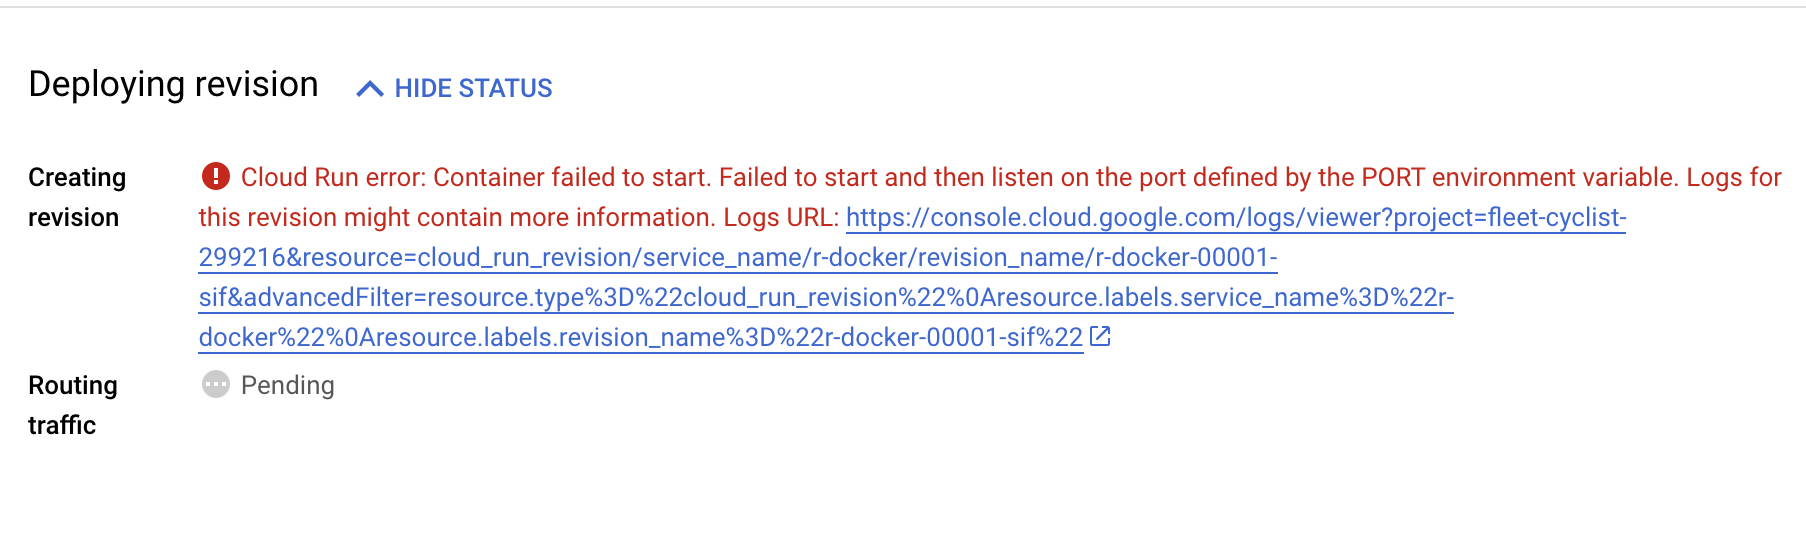 Deploying revision HIDE STATUS
Creating revision
Cloud Run error: Container failed to start. Failed to start and then listen on the port defined by the PORT environment variable. Logs for
this revision might contain more information. Logs URL: https://console.cloud.google.com/logs/viewer?project=fleet-cyclist-
299216&resource=cloud_run_revision/service_name/r-docker/revision_name/r-docker-00001-
sif&advancedFilter=resource.type%3D%22cloud_run_revision%22%0Aresource.labels.service_name%3D%22r-
docker%22%0Aresource.labels.revision_name%3D%22r-docker-00001-sif%22
Routing traffic
Pending